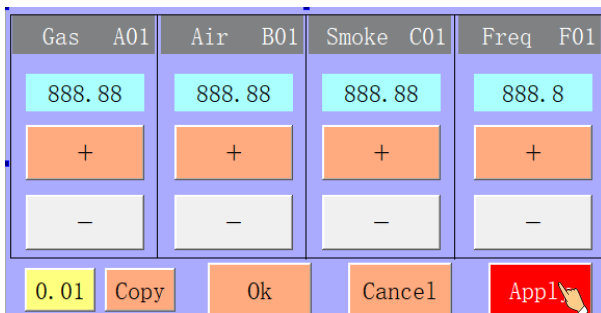 Gas A01 Air B01 Smoke C01 Freq F01
888.88 888.88 888.88 888.8
+ + + +
- - - -
0.01 Copy Ok Cancel Apply